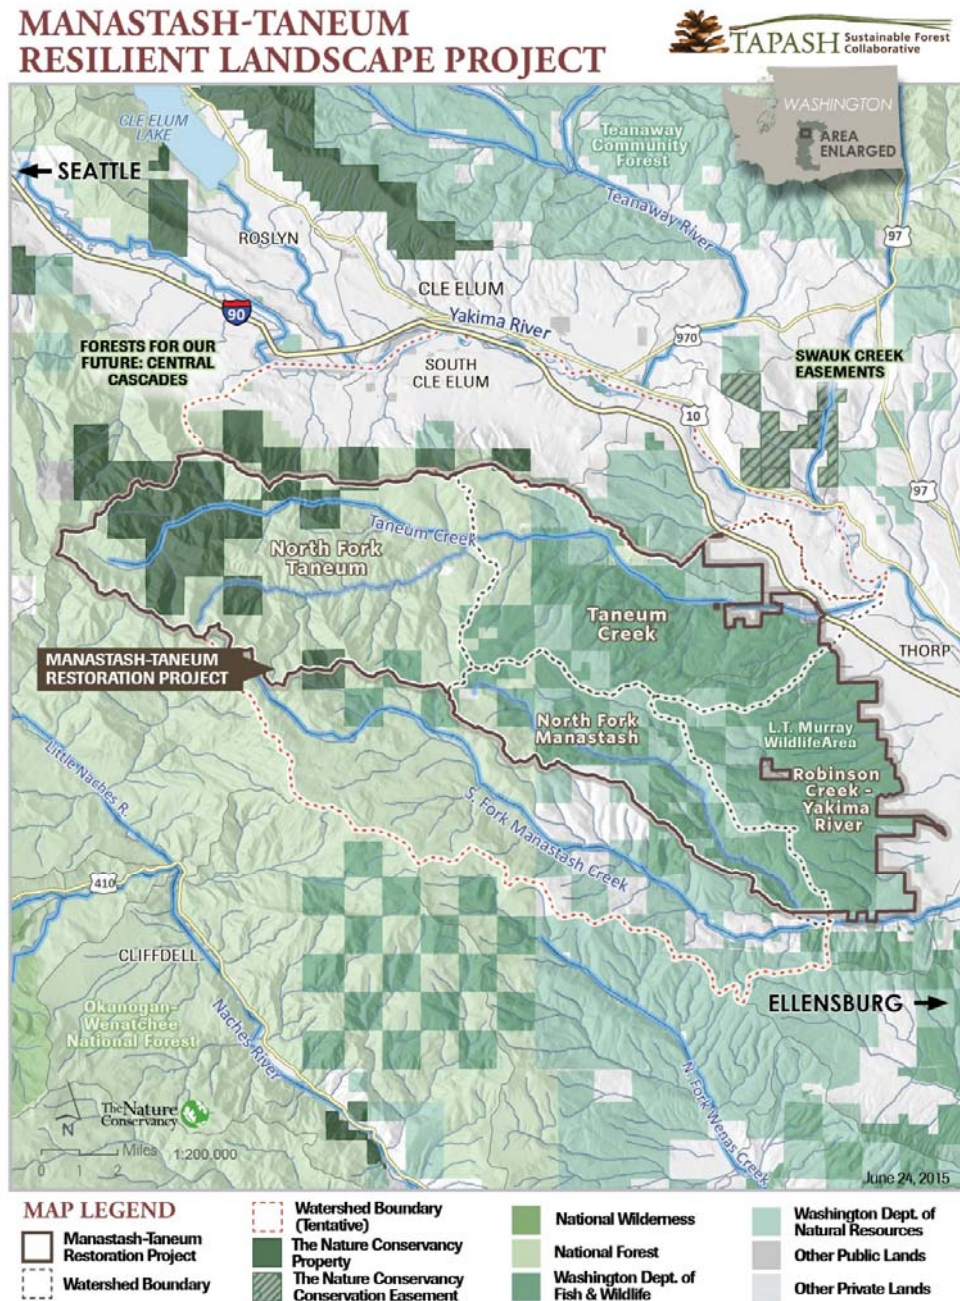 MANASTASH-TANEUM
RESILIENT LANDSCAPE PROJECT
TAPASH Sustainable Forest
Collaborative
WASHINGTON
AREA
ENLARGED
CLE ELUM
LAKE
Teanaway
Community
Forest
SEATTLE
Teanaway River
ROSLYN
97
CLE ELUM
90
Yakima River
970
FORESTS FOR OUR
FUTURE: CENTRAL
CASCADES
SOUTH
CLE ELUM
SWAUK CREEK
EASEMENTS
10
97
Taneum Creek
North Fork
Taneum
Taneum
Creek
THORP
MANASTASH-TANEUM
RESTORATION PROJECT
North Fork
Manastash
L.T. Murray
WildlifeArea
Robinson
Creek -
Yakima
River
Little Naches R.
S. Fork Manastash Creek
410
CLIFFDELL
Okanogan-
Wenatchee
National Forest
Naches River
ELLENSBURG
N. Fork Wenas Creek
The Nature
Conservancy
N
0 1 2 Miles 1:200,000
June 24, 2015
MAP LEGEND
Manastash-Taneum
Restoration Project
Watershed Boundary
Watershed Boundary
(Tentative)
The Nature Conservancy
Property
The Nature Conservancy
Conservation Easement
National Wilderness
National Forest
Washington Dept. of
Fish & Wildlife
Washington Dept. of
Natural Resources
Other Public Lands
Other Private Lands